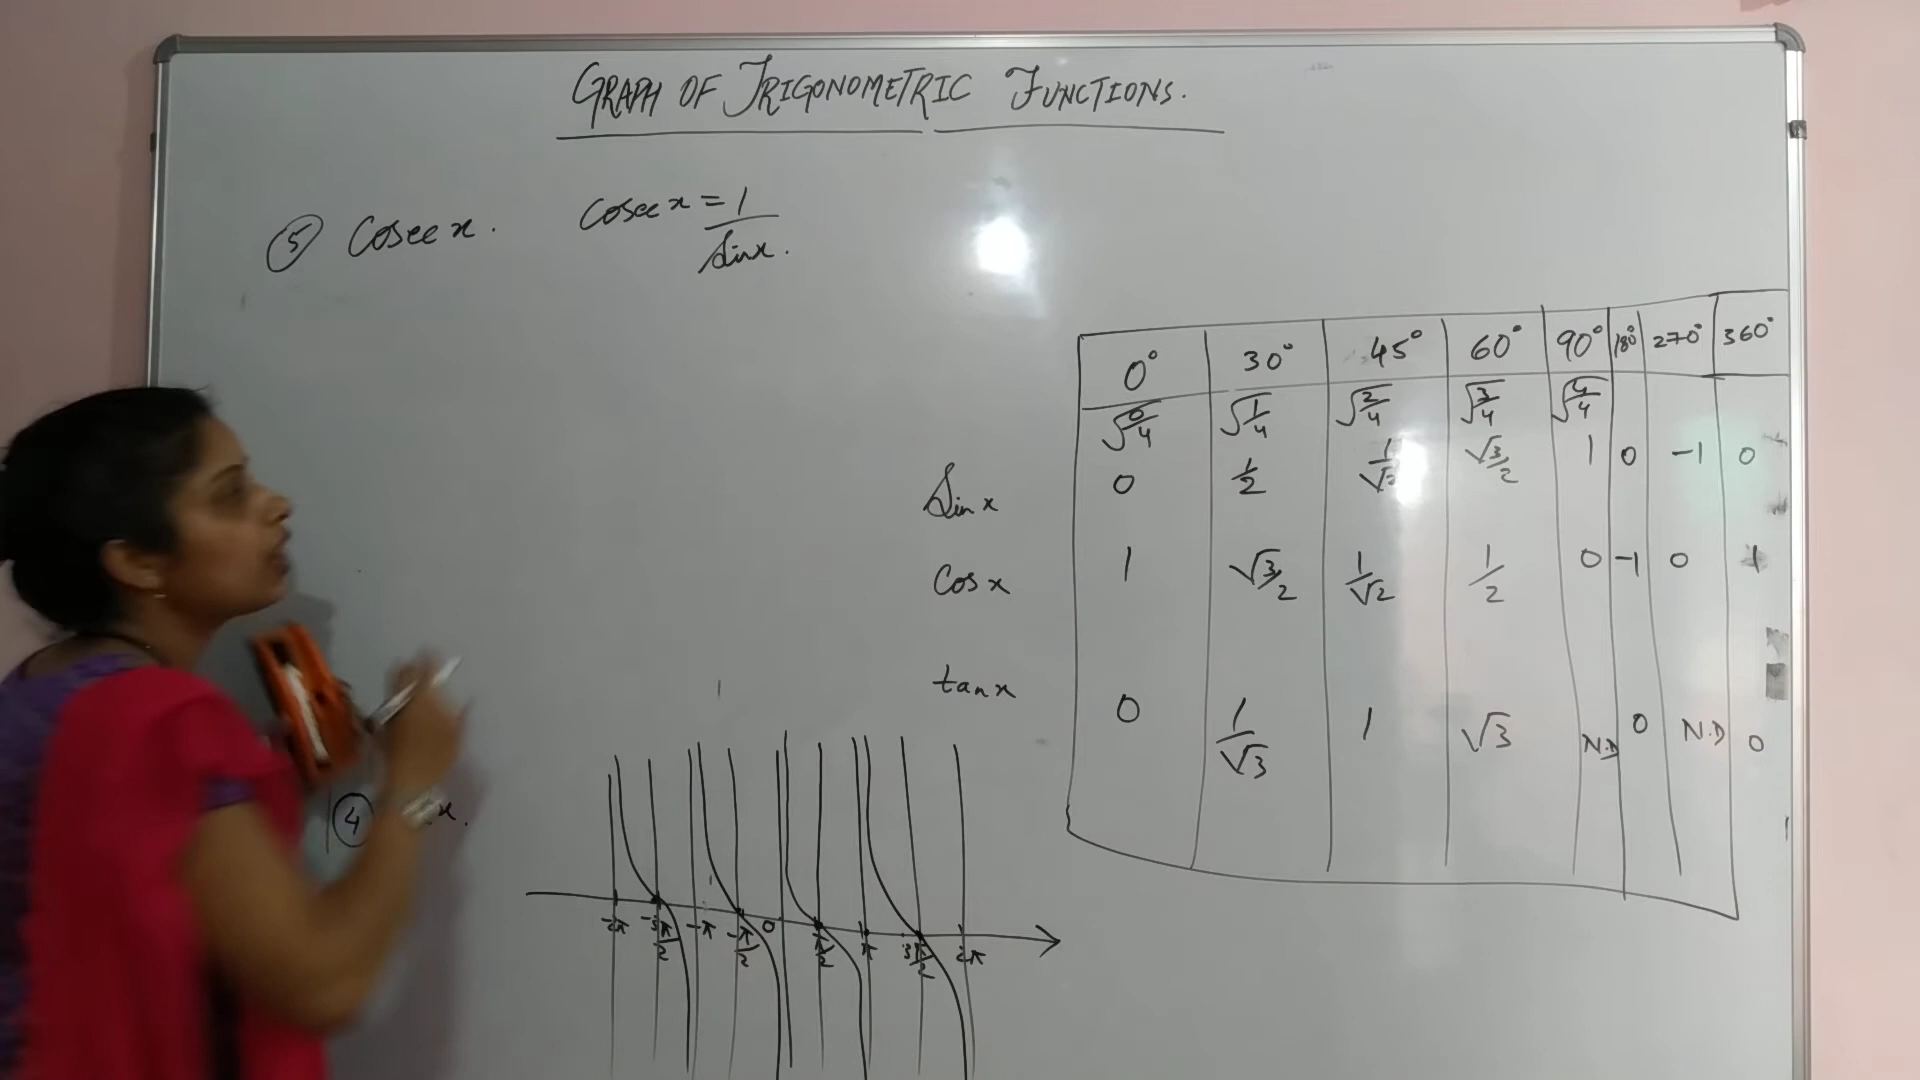 GRAPH OF TRIGONOMETRIC FUNCTIONS.
⑤ Cosec x. Cosec x = 1/Sinx.
0° 30° 45° 60° 90° 180° 270° 360°
√0/4 √1/4 √2/4 √3/4 √4/4
Sin x 0 1/2 1/√2 √3/2 1 0 -1 0
Cos x 1 √3/2 1/√2 1/2 0 -1 0 1
tan x 0 1/√3 1 √3 N.D 0 N.D 0
④ x.
-2π -3π/2 -π -π/2 0 π/2 π 3π/2 2π